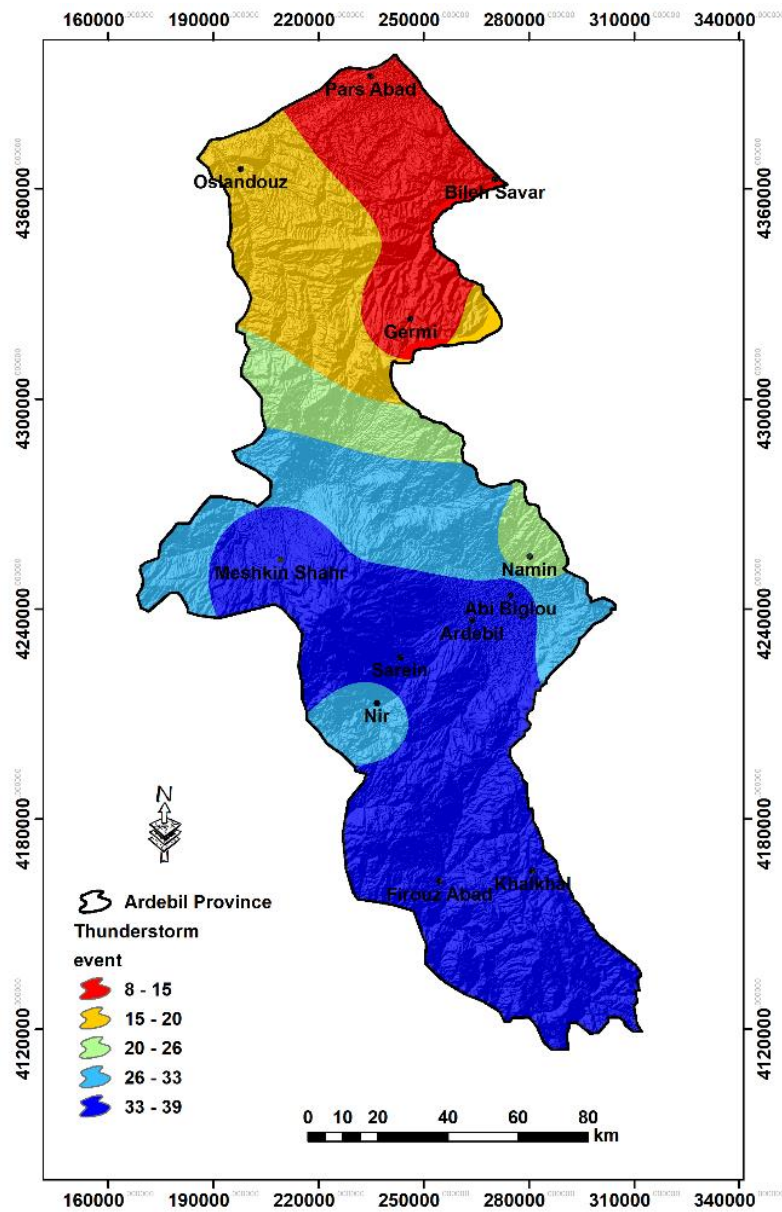 160000 190000 220000 250000 280000 310000 340000
4360000 4360000
4300000 4300000
4240000 4240000
4180000 4180000
4120000 4120000
Pars Abad
Oslandouz
Bileh Savar
Germi
Namin
Meshkin Shahr
Abi Biglou
Ardebil
Sarein
Nir
Khalkhal
Firouz Abad
N
Ardebil Province
Thunderstorm
event
8 - 15
15 - 20
20 - 26
26 - 33
33 - 39
0 10 20 40 60 80
km
160000 190000 220000 250000 280000 310000 340000